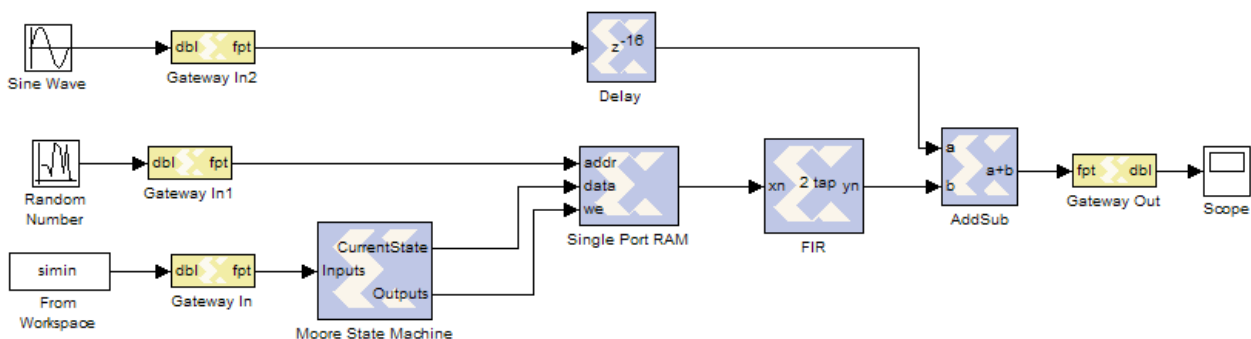 dbl fpt
z-16
Sine Wave
Gateway In2
Delay
dbl fpt
addr
data
we
xn 2 tap yn
a
b
a+b
fpt dbl
Random
Number
Gateway In1
Single Port RAM
FIR
AddSub
Gateway Out
Scope
simin
dbl fpt
Inputs
CurrentState
Outputs
From
Workspace
Gateway In
Moore State Machine